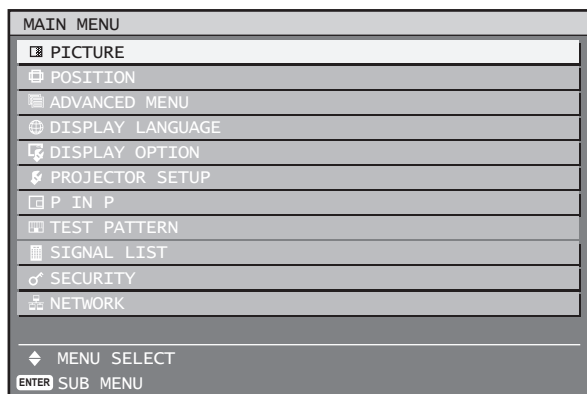 MAIN MENU
PICTURE
POSITION
ADVANCED MENU
DISPLAY LANGUAGE
DISPLAY OPTION
PROJECTOR SETUP
P IN P
TEST PATTERN
SIGNAL LIST
SECURITY
NETWORK
MENU SELECT
ENTER SUB MENU